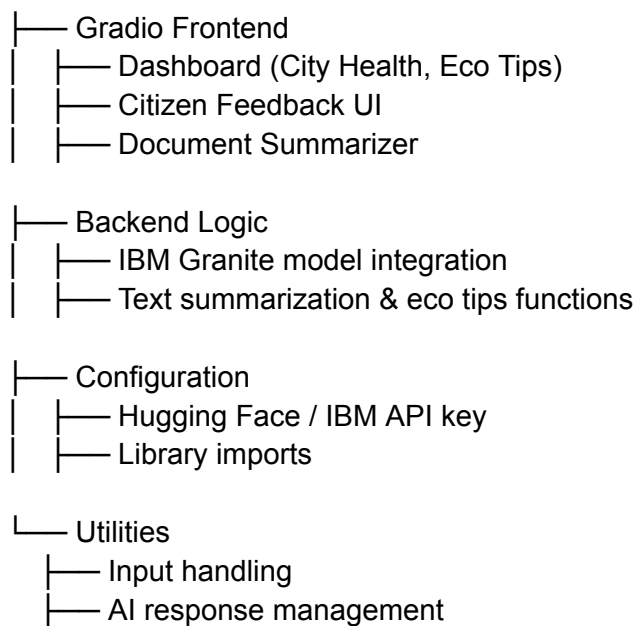 ├── Gradio Frontend
│   ├── Dashboard (City Health, Eco Tips)
│   ├── Citizen Feedback UI
│   ├── Document Summarizer
├── Backend Logic
│   ├── IBM Granite model integration
│   ├── Text summarization & eco tips functions
├── Configuration
│   ├── Hugging Face / IBM API key
│   ├── Library imports
└── Utilities
    ├── Input handling
    ├── AI response management